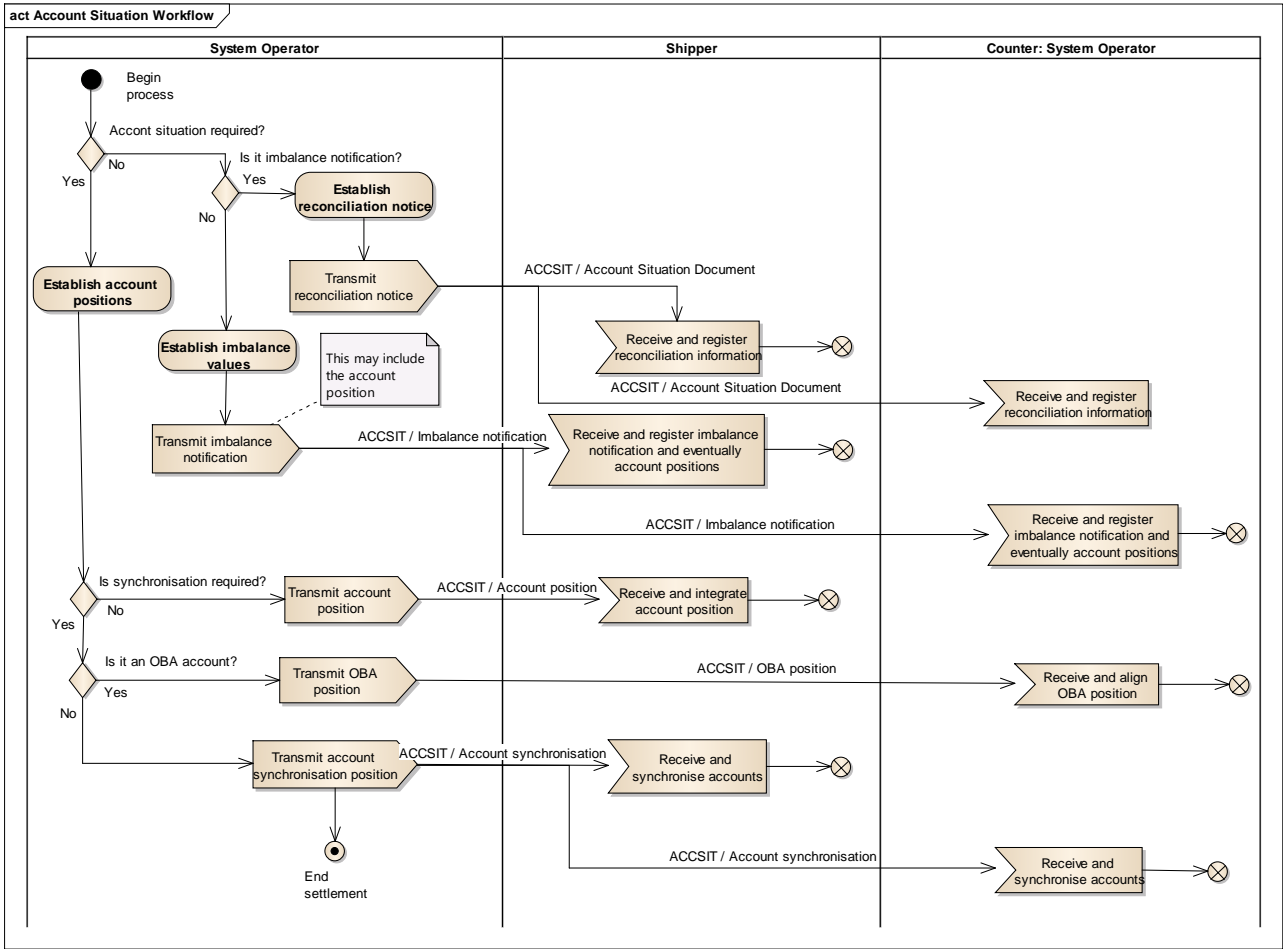 act Account Situation Workflow
System Operator
Shipper
Counter: System Operator
Begin
process
Accont situation required?
No
Yes
Is it imbalance notification?
Yes
No
Establish
reconciliation notice
Transmit
reconciliation notice
Establish account
positions
Establish imbalance
values
This may include
the account
position
Transmit imbalance
notification
ACCSIT / Account Situation Document
Receive and register
reconciliation information
ACCSIT / Account Situation Document
Receive and register
reconciliation information
ACCSIT / Imbalance notification
Receive and register imbalance
notification and eventually
account positions
ACCSIT / Imbalance notification
Receive and register
imbalance notification and
eventually account positions
Is synchronisation required?
No
Yes
Transmit account
position
ACCSIT / Account position
Receive and integrate
account position
Is it an OBA account?
Yes
No
Transmit OBA
position
ACCSIT / OBA position
Receive and align
OBA position
Transmit account
synchronisation position
ACCSIT / Account synchronisation
Receive and
synchronise accounts
ACCSIT / Account synchronisation
Receive and
synchronise accounts
End
settlement